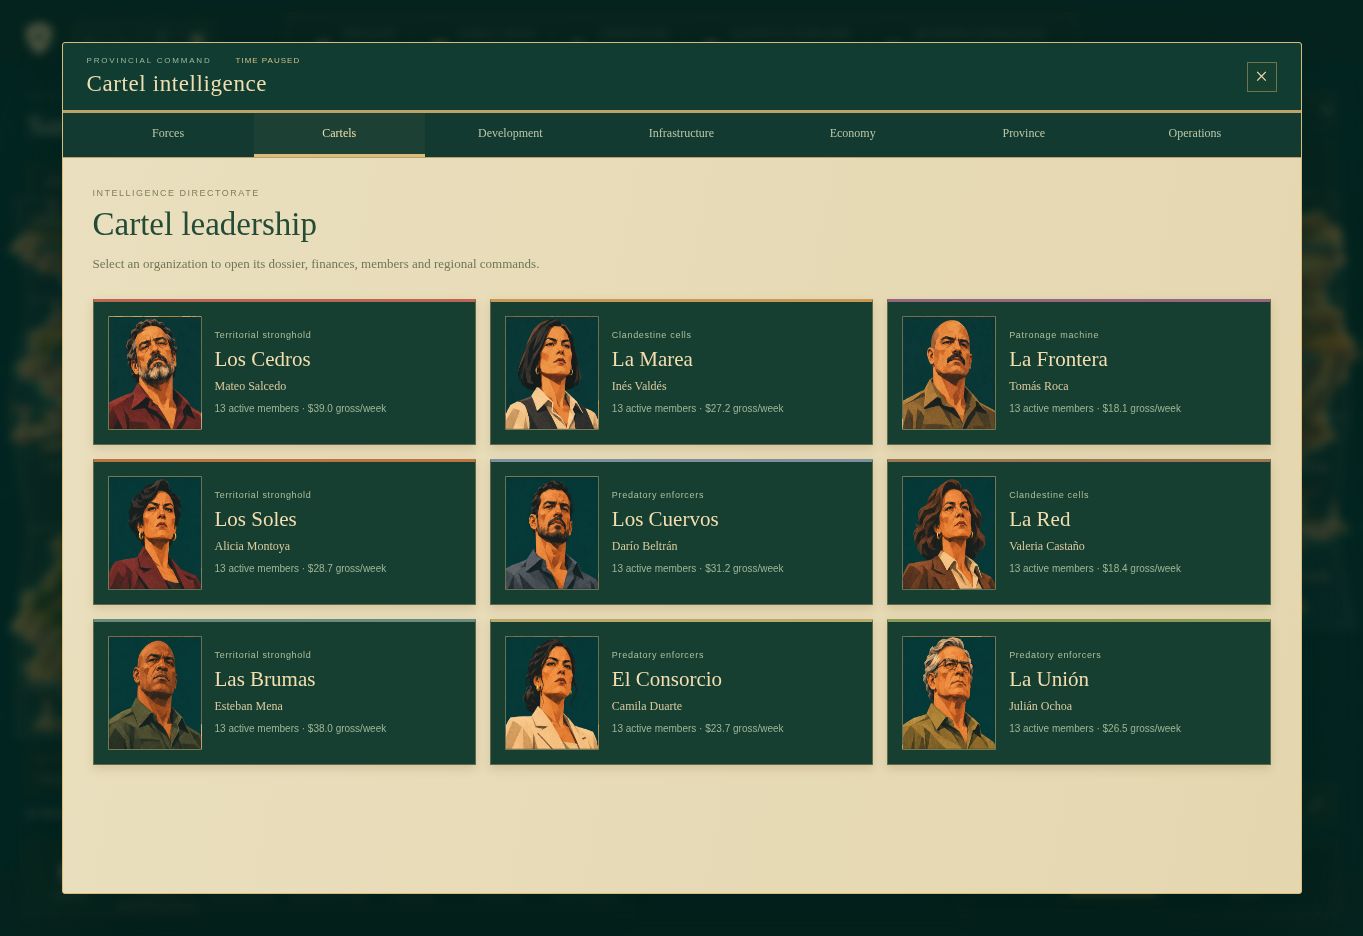 PROVINCIAL COMMAND TIME PAUSED
Cartel intelligence
×
Forces Cartels Development Infrastructure Economy Province Operations
INTELLIGENCE DIRECTORATE
Cartel leadership
Select an organization to open its dossier, finances, members and regional commands.
Territorial stronghold
Los Cedros
Mateo Salcedo
13 active members · $39.0 gross/week
Clandestine cells
La Marea
Inés Valdés
13 active members · $27.2 gross/week
Patronage machine
La Frontera
Tomás Roca
13 active members · $18.1 gross/week
Territorial stronghold
Los Soles
Alicia Montoya
13 active members · $28.7 gross/week
Predatory enforcers
Los Cuervos
Darío Beltrán
13 active members · $31.2 gross/week
Clandestine cells
La Red
Valeria Castaño
13 active members · $18.4 gross/week
Territorial stronghold
Las Brumas
Esteban Mena
13 active members · $38.0 gross/week
Predatory enforcers
El Consorcio
Camila Duarte
13 active members · $23.7 gross/week
Predatory enforcers
La Unión
Julián Ochoa
13 active members · $26.5 gross/week